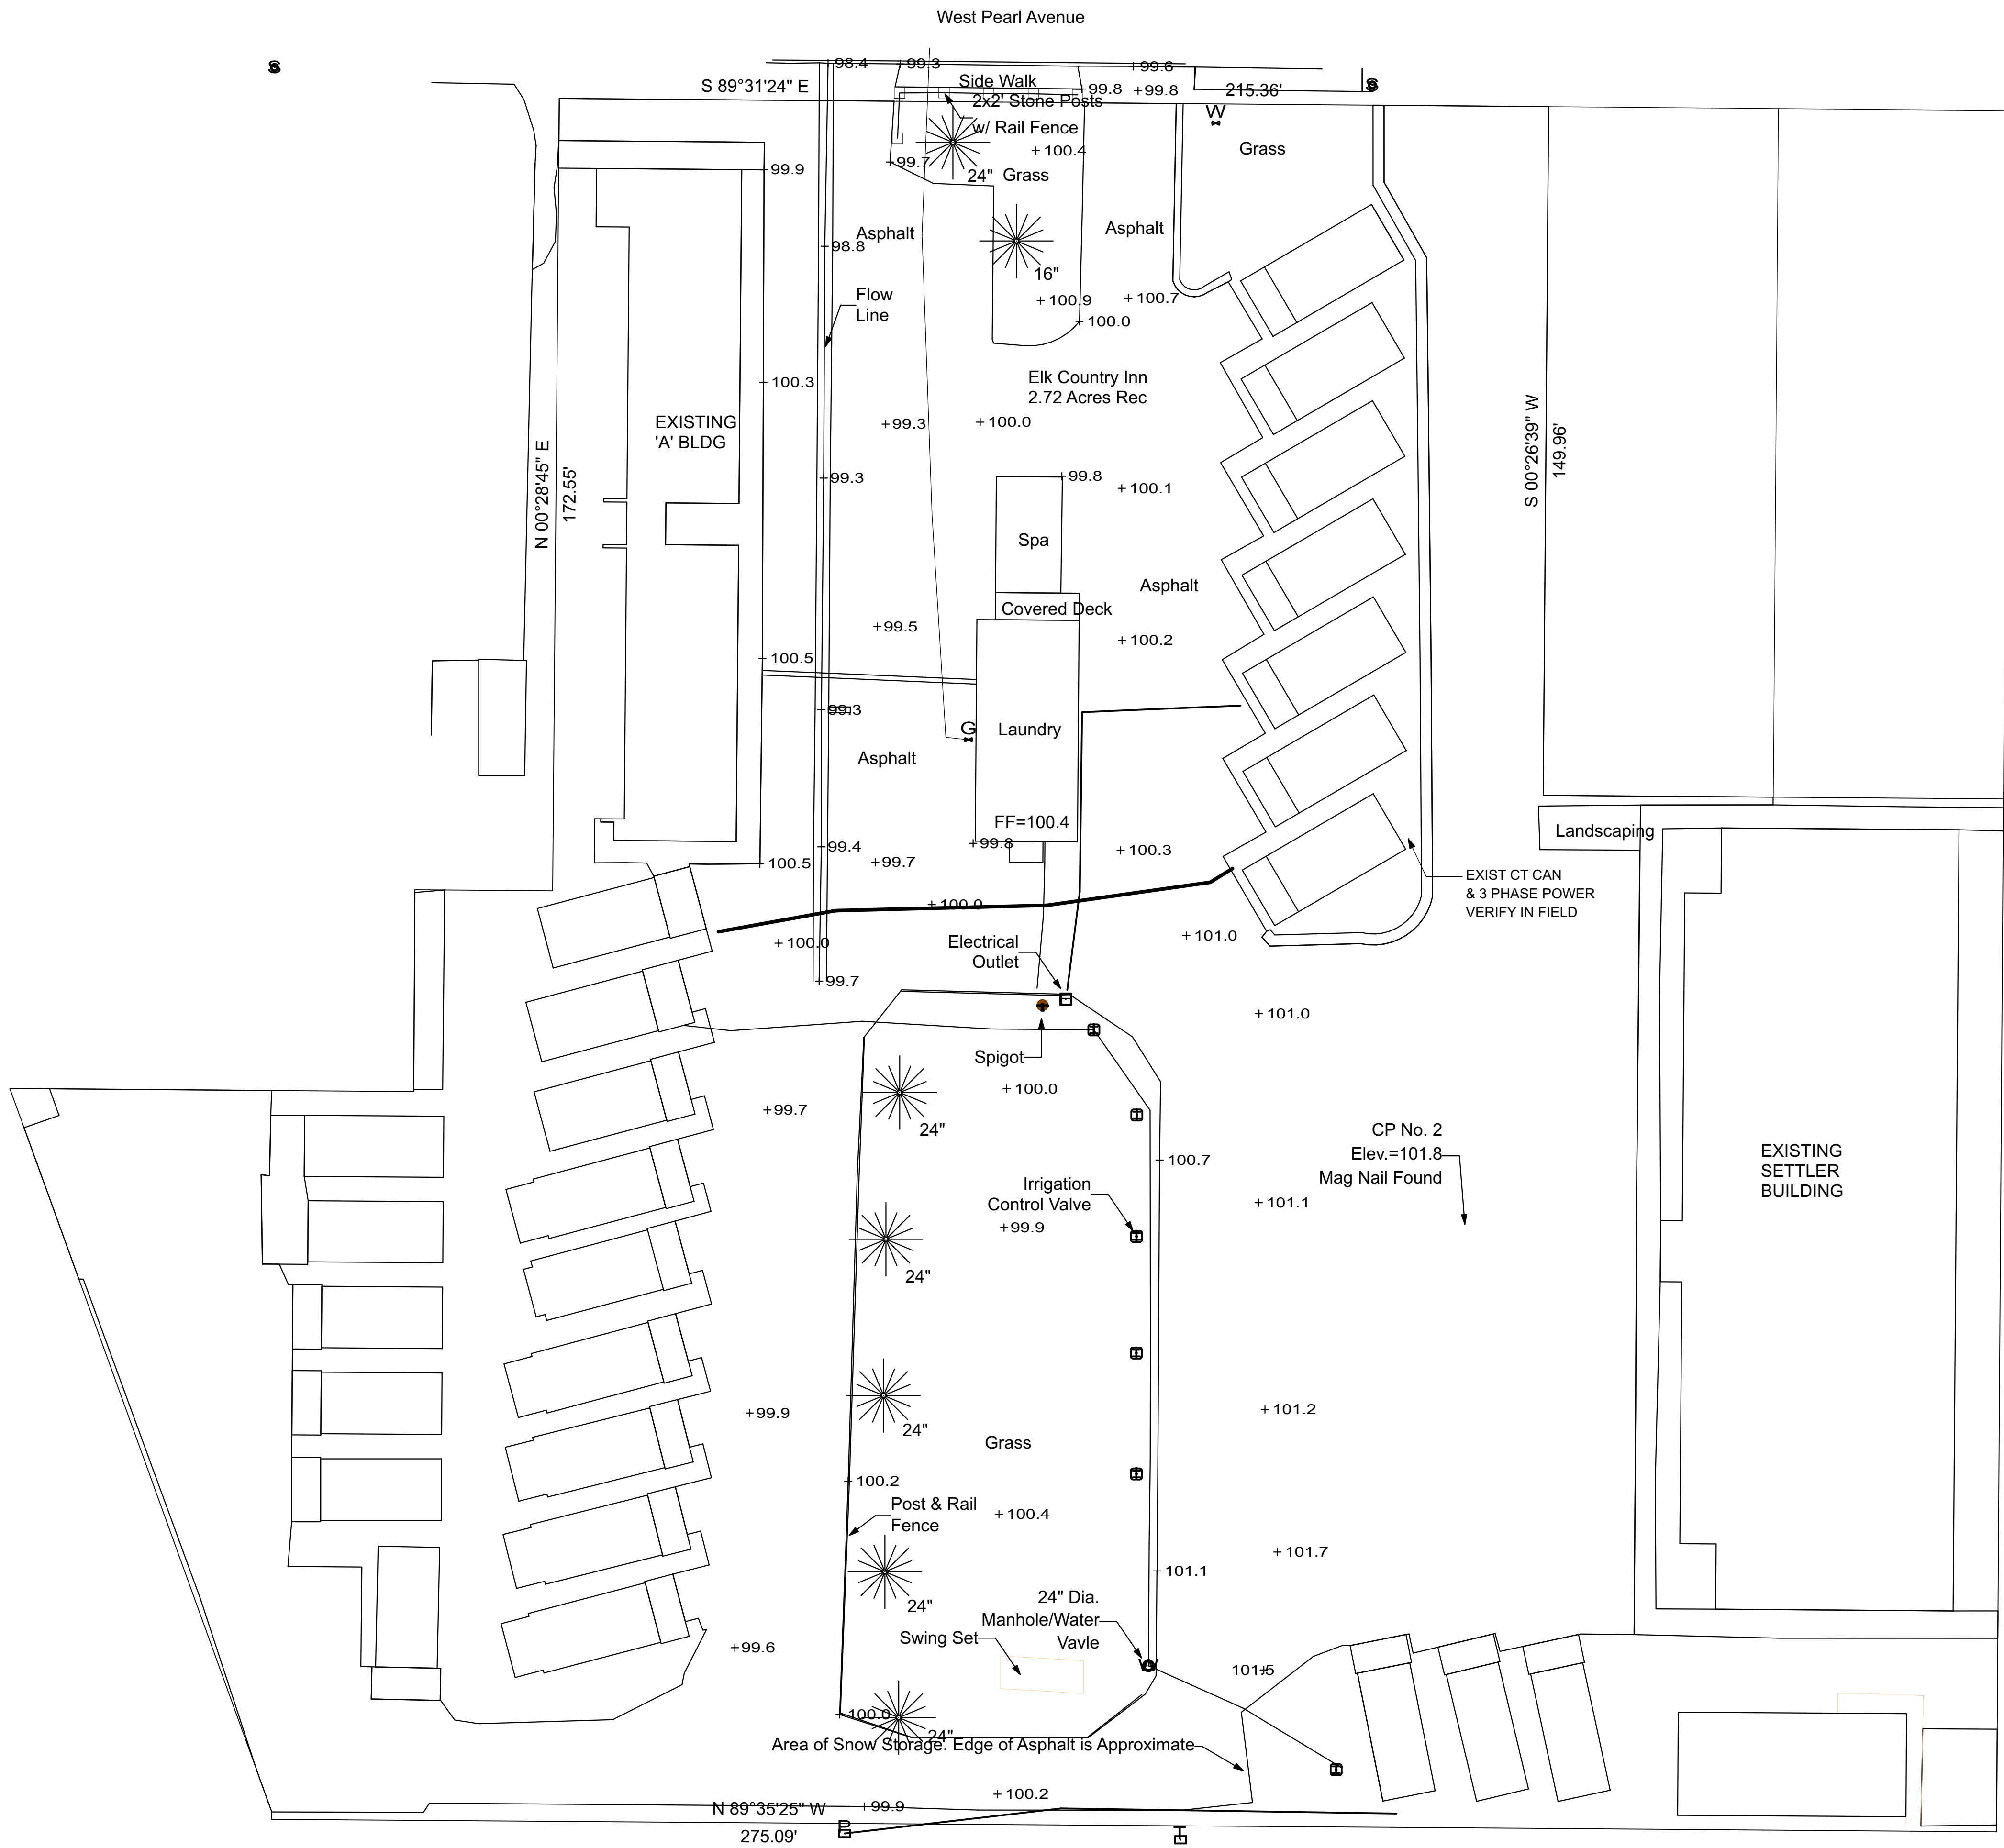 West Pearl Avenue
98.4
+99.3
+99.6
S
S
Side Walk
S 89°31'24" E
+99.8
+99.8
215.36'
2x2' Stone Posts
W
w/ Rail Fence
+100.4
Grass
+99.7
+99.9
24"
Grass
Asphalt
Asphalt
+98.8
16"
Flow
Line
+100.9
+100.7
+100.0
Elk Country Inn
2.72 Acres Rec
+100.3
EXISTING
'A' BLDG
+99.3
+100.0
N 00°28'45" E
172.55'
S 00°26'39" W
149.96'
+99.3
+99.8
+100.1
Spa
Asphalt
Covered Deck
+99.5
+100.2
+100.5
+99.3
G
Laundry
Asphalt
FF=100.4
Landscaping
+99.4
+99.8
+100.3
+100.5
+99.7
EXIST CT CAN
& 3 PHASE POWER
VERIFY IN FIELD
+100.0
+100.0
+101.0
Electrical
Outlet
+99.7
+101.0
I
Spigot
+100.0
+99.7
I
24"
CP No. 2
Elev.=101.8
Mag Nail Found
+100.7
EXISTING
SETTLER
BUILDING
Irrigation
Control Valve
+101.1
+99.9
I
24"
I
+99.9
+101.2
24"
Grass
I
+100.2
Post & Rail
Fence
+100.4
+101.7
+101.1
24"
24" Dia.
Manhole/Water
Vavle
Swing Set
+99.6
W
101.5
+100.0
24"
Area of Snow Storage. Edge of Asphalt is Approximate
I
+100.2
N 89°35'25" W
+99.9
275.09'
P
T